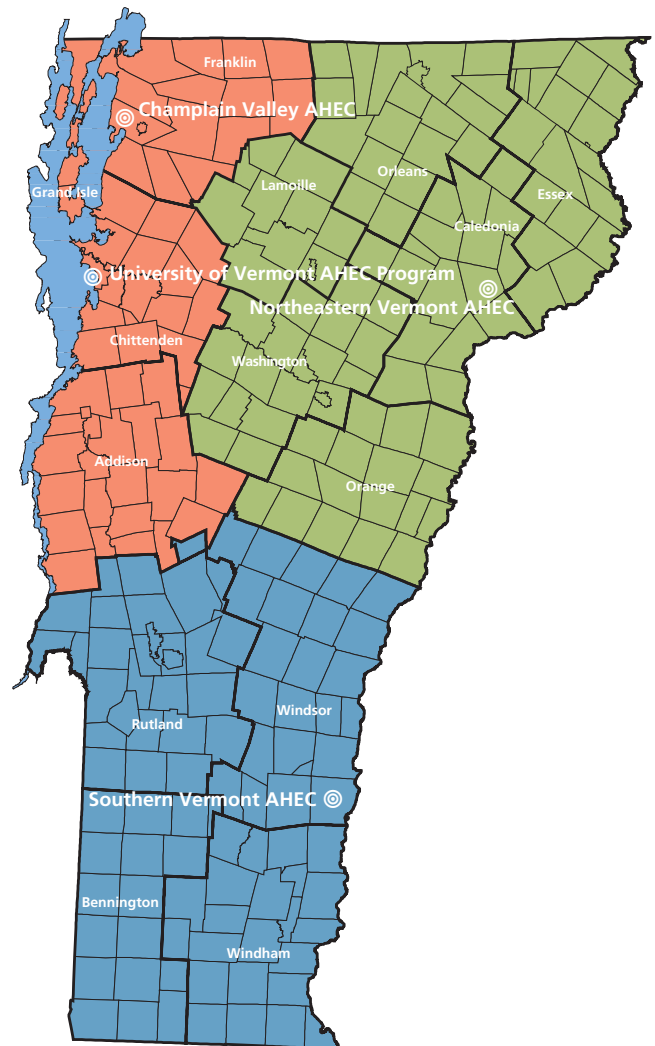 Franklin
Champlain Valley AHEC
Orleans
Lamoille
Grand Isle
Essex
Caledonia
University of Vermont AHEC Program
Northeastern Vermont AHEC
Chittenden
Washington
Addison
Orange
Windsor
Rutland
Southern Vermont AHEC
Bennington
Windham